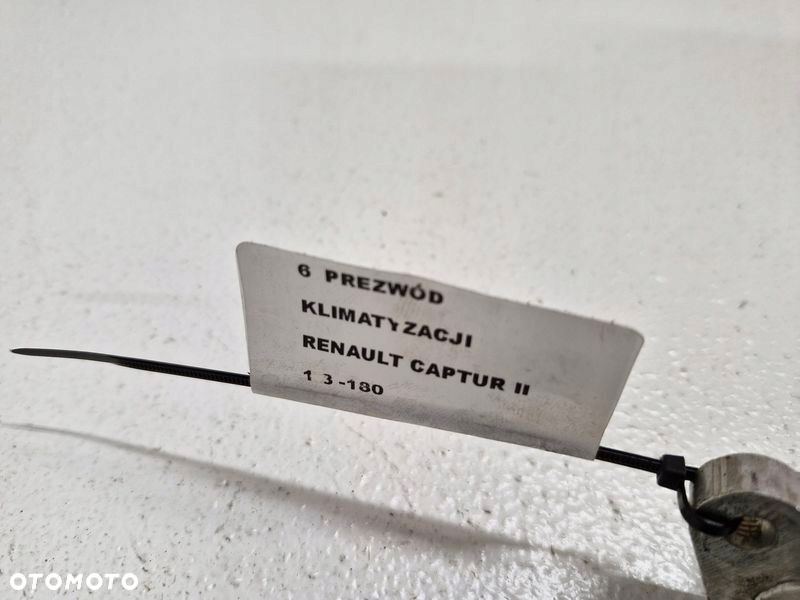 6 PREZWÓD
KLIMATYZACJI
RENAULT CAPTUR II
1 3-180
OTOMOTO